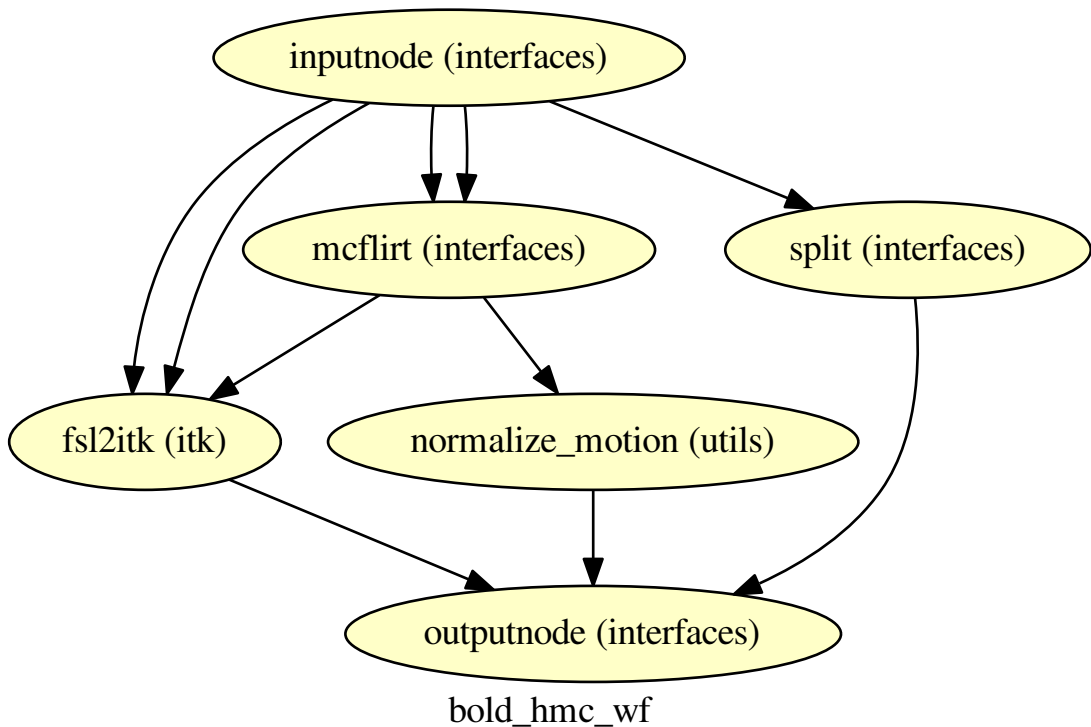 inputnode (interfaces)
mcflirt (interfaces)
split (interfaces)
fsl2itk (itk)
normalize_motion (utils)
outputnode (interfaces)
bold_hmc_wf